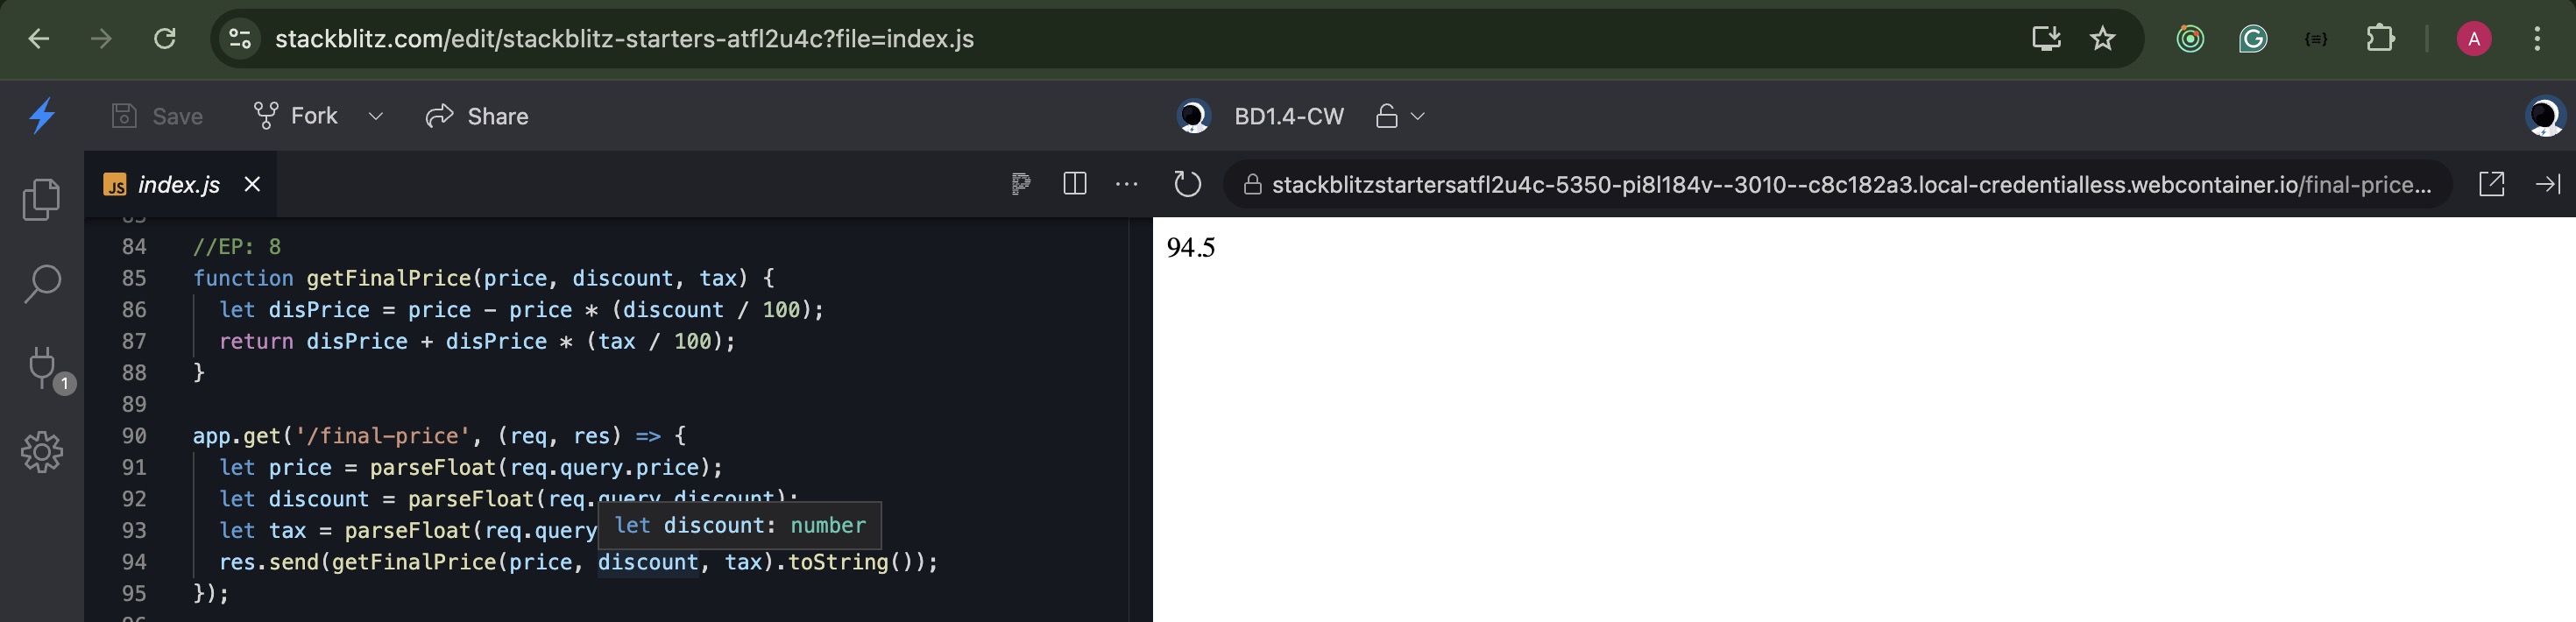 stackblitz.com/edit/stackblitz-starters-atfl2u4c?file=index.js
A
Save
Fork
Share
BD1.4-CW
JS index.js
stackblitzstartersatfl2u4c-5350-pi8l184v--3010--c8c182a3.local-credentialless.webcontainer.io/final-price...
1
84 //EP: 8
85 function getFinalPrice(price, discount, tax) {
86 let disPrice = price - price * (discount / 100);
87 return disPrice + disPrice * (tax / 100);
88 }
89
90 app.get('/final-price', (req, res) => {
91 let price = parseFloat(req.query.price);
92 let discount = parseFloat(req.query.discount);
93 let tax = parseFloat(req.query
let discount: number
94 res.send(getFinalPrice(price, discount, tax).toString());
95 });
94.5